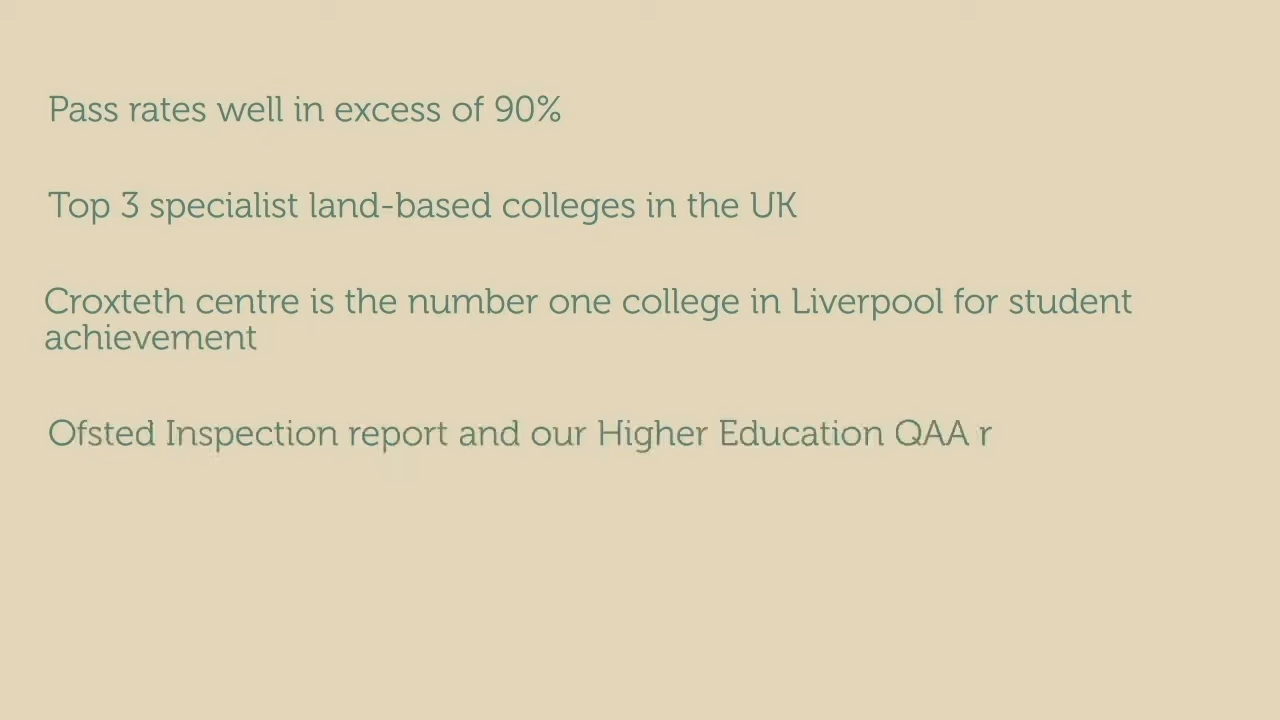 Pass rates well in excess of 90%
Top 3 specialist land-based colleges in the UK
Croxteth centre is the number one college in Liverpool for student
achievement
Ofsted Inspection report and our Higher Education QAA r